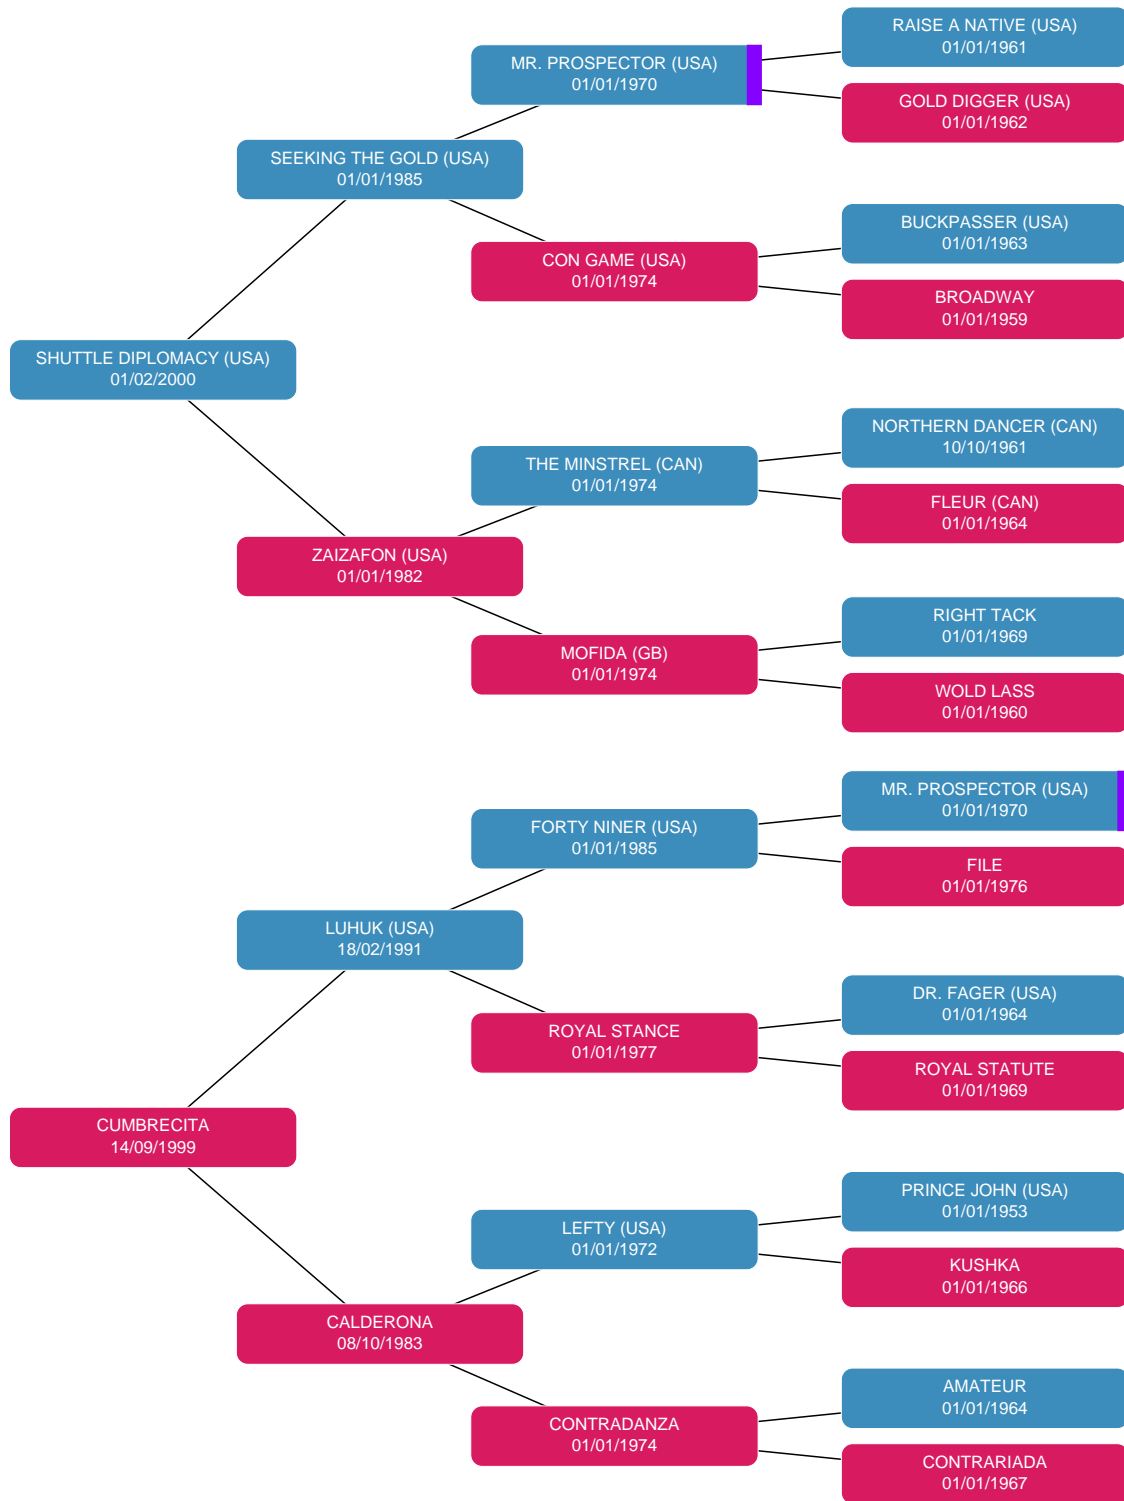 RAISE A NATIVE (USA)
01/01/1961
MR. PROSPECTOR (USA)
01/01/1970
GOLD DIGGER (USA)
01/01/1962
SEEKING THE GOLD (USA)
01/01/1985
BUCKPASSER (USA)
01/01/1963
CON GAME (USA)
01/01/1974
BROADWAY
01/01/1959
SHUTTLE DIPLOMACY (USA)
01/02/2000
NORTHERN DANCER (CAN)
10/10/1961
THE MINSTREL (CAN)
01/01/1974
FLEUR (CAN)
01/01/1964
ZAIZAFON (USA)
01/01/1982
RIGHT TACK
01/01/1969
MOFIDA (GB)
01/01/1974
WOLD LASS
01/01/1960
MR. PROSPECTOR (USA)
01/01/1970
FORTY NINER (USA)
01/01/1985
FILE
01/01/1976
LUHUK (USA)
18/02/1991
DR. FAGER (USA)
01/01/1964
ROYAL STANCE
01/01/1977
ROYAL STATUTE
01/01/1969
CUMBRECITA
14/09/1999
PRINCE JOHN (USA)
01/01/1953
LEFTY (USA)
01/01/1972
KUSHKA
01/01/1966
CALDERONA
08/10/1983
AMATEUR
01/01/1964
CONTRADANZA
01/01/1974
CONTRARIADA
01/01/1967